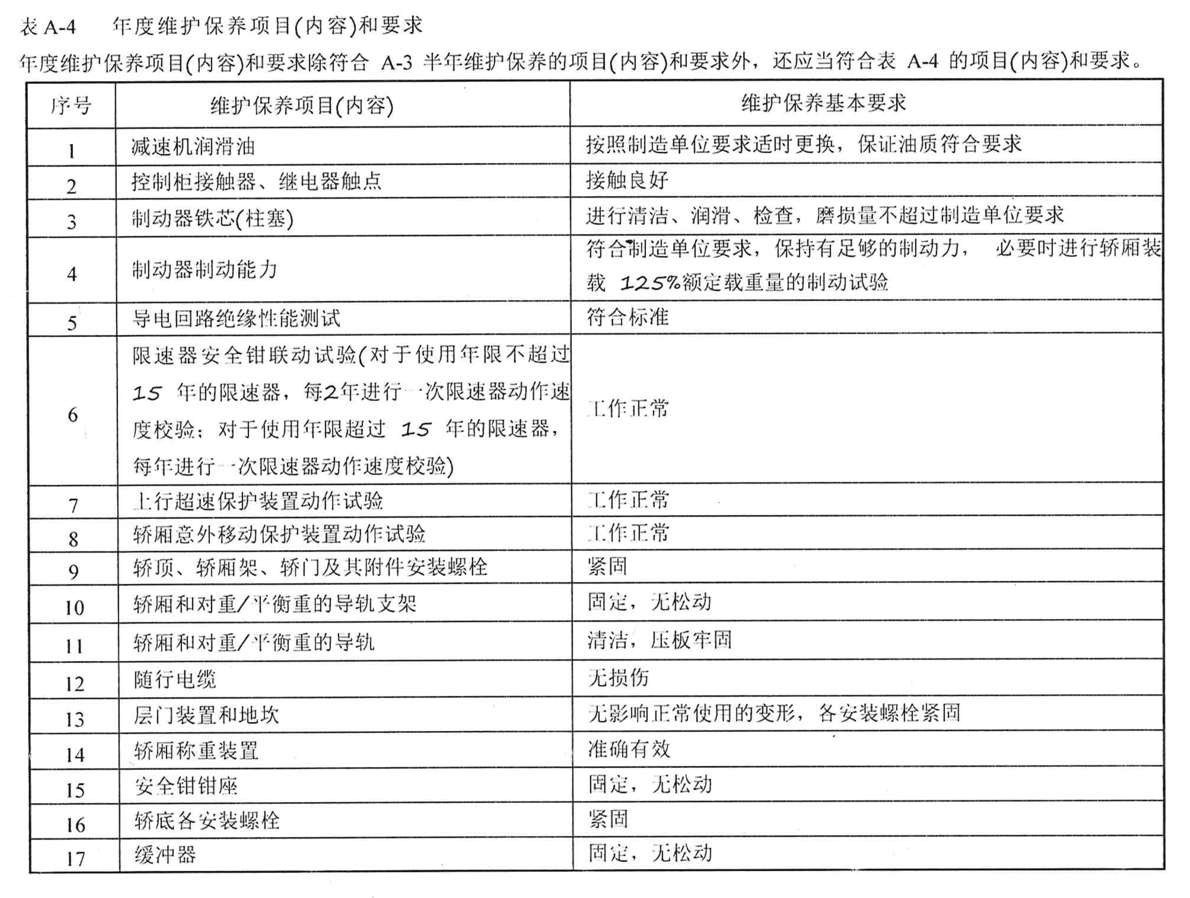 表 A-4 年度维护保养项目(内容)和要求
年度维护保养项目(内容)和要求除符合 A-3 半年维护保养的项目(内容)和要求外，还应当符合表 A-4 的项目(内容)和要求。
序号 维护保养项目(内容) 维护保养基本要求
1 减速机润滑油 按照制造单位要求适时更换，保证油质符合要求
2 控制柜接触器、继电器触点 接触良好
3 制动器铁芯(柱塞) 进行清洁、润滑、检查，磨损量不超过制造单位要求
4 制动器制动能力 符合制造单位要求，保持有足够的制动力， 必要时进行轿厢装
载 125%额定载重量的制动试验
5 导电回路绝缘性能测试 符合标准
6 限速器安全钳联动试验(对于使用年限不超过
15 年的限速器，每2年进行一次限速器动作速
度校验；对于使用年限超过 15 年的限速器，
每年进行一次限速器动作速度校验)
工作正常
7 上行超速保护装置动作试验 工作正常
8 轿厢意外移动保护装置动作试验 工作正常
9 轿顶、轿厢架、轿门及其附件安装螺栓 紧固
10 轿厢和对重/平衡重的导轨支架 固定，无松动
11 轿厢和对重/平衡重的导轨 清洁，压板牢固
12 随行电缆 无损伤
13 层门装置和地坎 无影响正常使用的变形，各安装螺栓紧固
14 轿厢称重装置 准确有效
15 安全钳钳座 固定，无松动
16 轿底各安装螺栓 紧固
17 缓冲器 固定，无松动